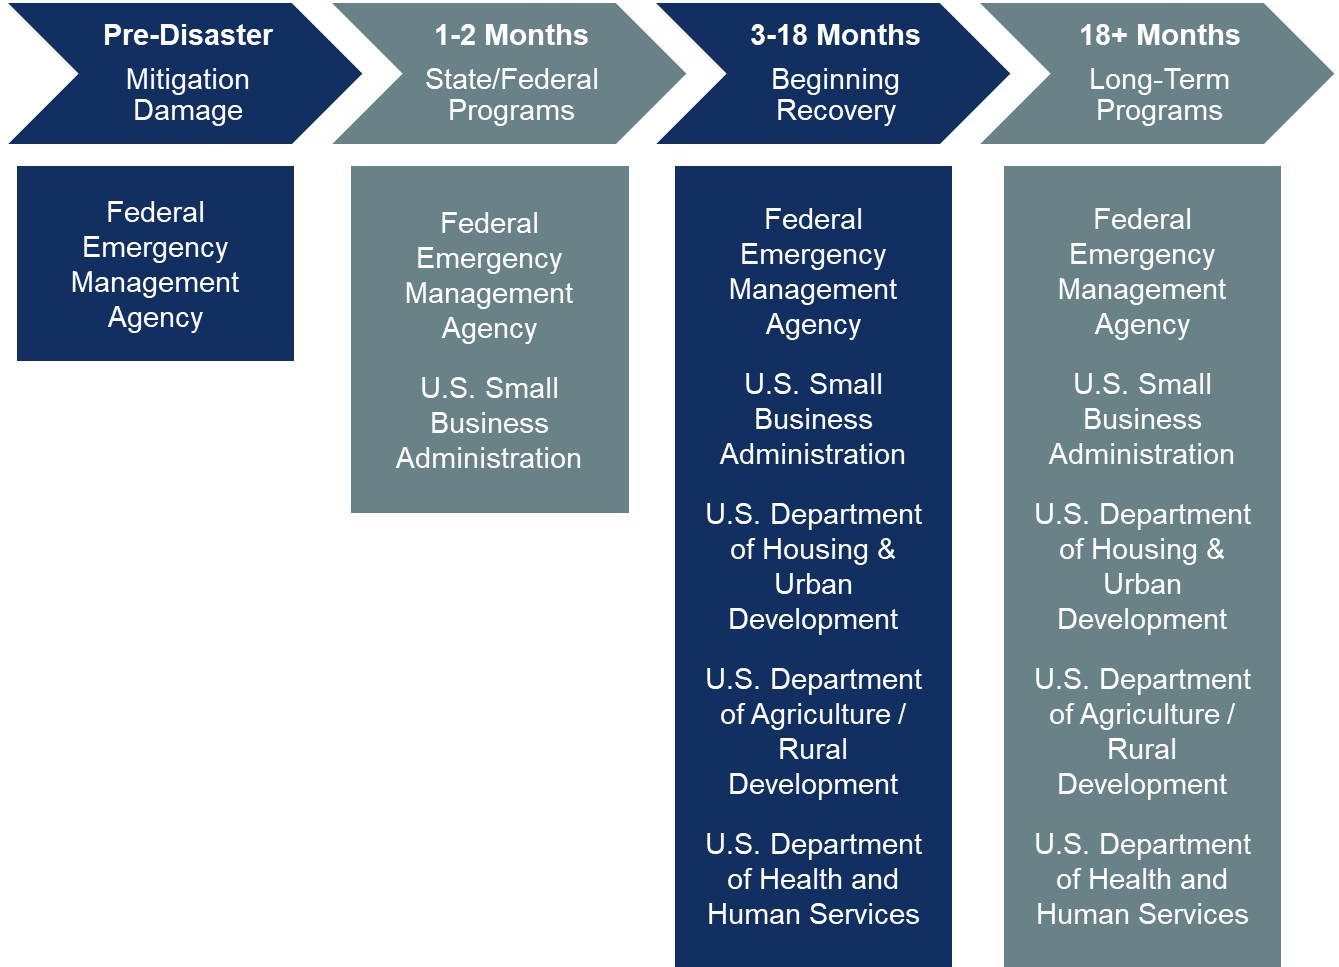 Pre-Disaster
Mitigation
Damage
1-2 Months
State/Federal
Programs
3-18 Months
Beginning
Recovery
18+ Months
Long-Term
Programs
Federal
Emergency
Management
Agency
Federal
Emergency
Management
Agency
U.S. Small
Business
Administration
Federal
Emergency
Management
Agency
U.S. Small
Business
Administration
U.S. Department
of Housing &
Urban
Development
U.S. Department
of Agriculture /
Rural
Development
U.S. Department
of Health and
Human Services
Federal
Emergency
Management
Agency
U.S. Small
Business
Administration
U.S. Department
of Housing &
Urban
Development
U.S. Department
of Agriculture /
Rural
Development
U.S. Department
of Health and
Human Services